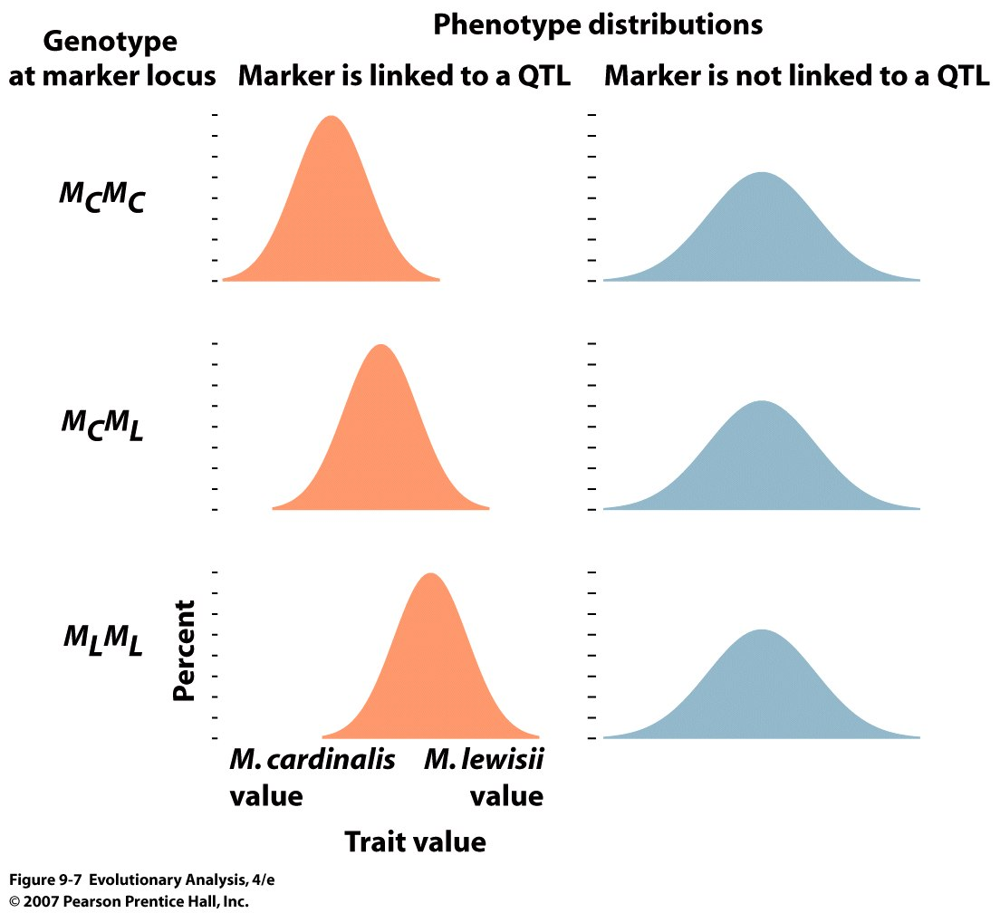 Phenotype distributions
Genotype
at marker locus
Marker is linked to a QTL
Marker is not linked to a QTL
MCMC
MCML
MLML
Percent
M. cardinalis
value
M. lewisii
value
Trait value
Figure 9-7 Evolutionary Analysis, 4/e
© 2007 Pearson Prentice Hall, Inc.